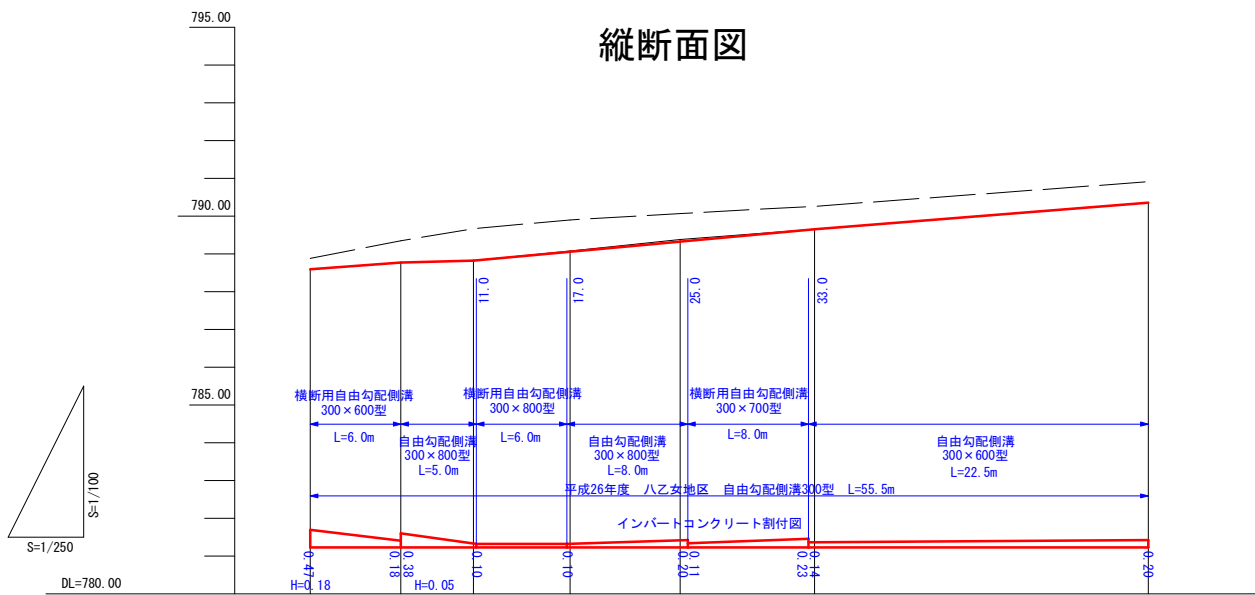 縦断面図
795.00
790.00
785.00
DL=780.00
S=1/100
S=1/250
11.0
17.0
25.0
33.0
横断用自由勾配側溝
300×600型
L=6.0m
自由勾配側溝
300×800型
L=5.0m
横断用自由勾配側溝
300×800型
L=6.0m
自由勾配側溝
300×800型
L=8.0m
横断用自由勾配側溝
300×700型
L=8.0m
自由勾配側溝
300×600型
L=22.5m
平成26年度　八乙女地区　自由勾配側溝300型　L=55.5m
インバートコンクリート割付図
0.47
0.18
0.38
0.10
0.10
0.20
0.11
0.23
0.14
0.20
H=0.18
H=0.05